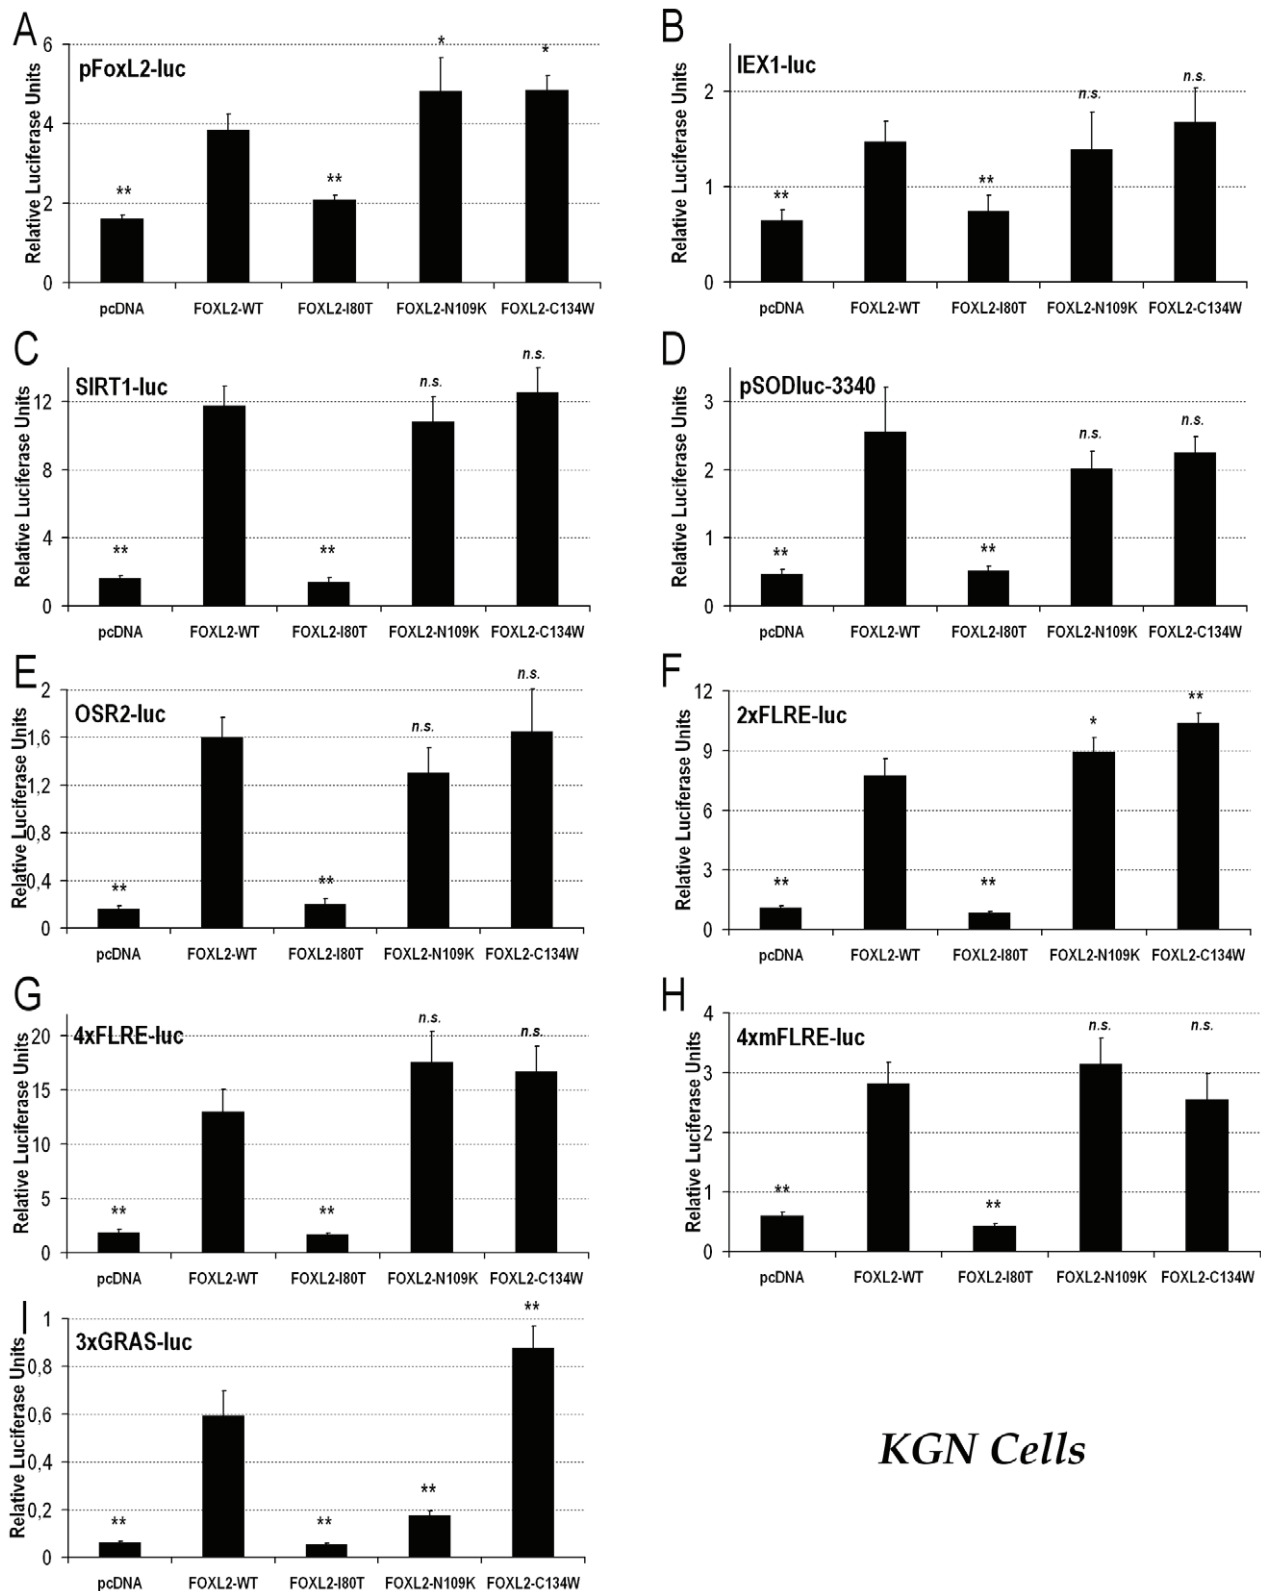 A
pFoxL2-luc
Relative Luciferase Units
6
4
2
0
**
**
*
*
pcDNA FOXL2-WT FOXL2-I80T FOXL2-N109K FOXL2-C134W
B
IEX1-luc
Relative Luciferase Units
2
1
0
**
**
n.s.
n.s.
pcDNA FOXL2-WT FOXL2-I80T FOXL2-N109K FOXL2-C134W
C
SIRT1-luc
Relative Luciferase Units
12
8
4
0
**
**
n.s.
n.s.
pcDNA FOXL2-WT FOXL2-I80T FOXL2-N109K FOXL2-C134W
D
pSODluc-3340
Relative Luciferase Units
3
2
1
0
**
**
n.s.
n.s.
pcDNA FOXL2-WT FOXL2-I80T FOXL2-N109K FOXL2-C134W
E
OSR2-luc
Relative Luciferase Units
2
1,6
1,2
0,8
0,4
0
**
**
n.s.
n.s.
pcDNA FOXL2-WT FOXL2-I80T FOXL2-N109K FOXL2-C134W
F
2xFLRE-luc
Relative Luciferase Units
12
9
6
3
0
**
**
*
**
pcDNA FOXL2-WT FOXL2-I80T FOXL2-N109K FOXL2-C134W
G
4xFLRE-luc
Relative Luciferase Units
20
15
10
5
0
**
**
n.s.
n.s.
pcDNA FOXL2-WT FOXL2-I80T FOXL2-N109K FOXL2-C134W
H
4xmFLRE-luc
Relative Luciferase Units
4
3
2
1
0
**
**
n.s.
n.s.
pcDNA FOXL2-WT FOXL2-I80T FOXL2-N109K FOXL2-C134W
I
3xGRAS-luc
Relative Luciferase Units
1
0,8
0,6
0,4
0,2
0
**
**
**
**
pcDNA FOXL2-WT FOXL2-I80T FOXL2-N109K FOXL2-C134W
KGN Cells